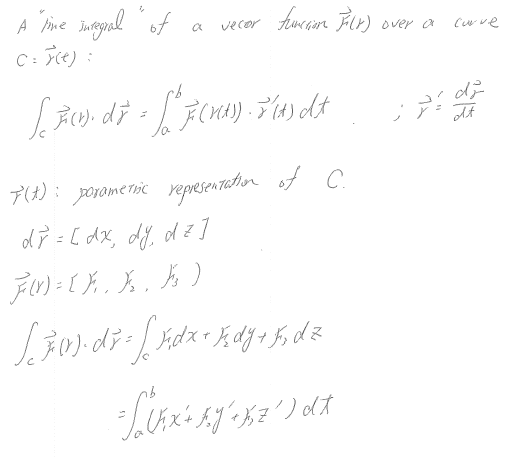 A "line integral" of a vecor function F⃗(r) over a curve
C = r⃗(t) :
∫_C F⃗(r) · dr⃗ = ∫_a^b F⃗(r(t)) · r⃗'(t) dt ; r⃗' = dr⃗/dt
r⃗(t) : parametric representation of C.
dr⃗ = [ dx, dy, dz ]
F⃗(r) = [ F₁, F₂, F₃ )
∫_C F⃗(r) · dr⃗ = ∫_C F₁dx + F₂dy + F₃dz
= ∫_a^b (F₁x' + F₂y' + F₃z') dt